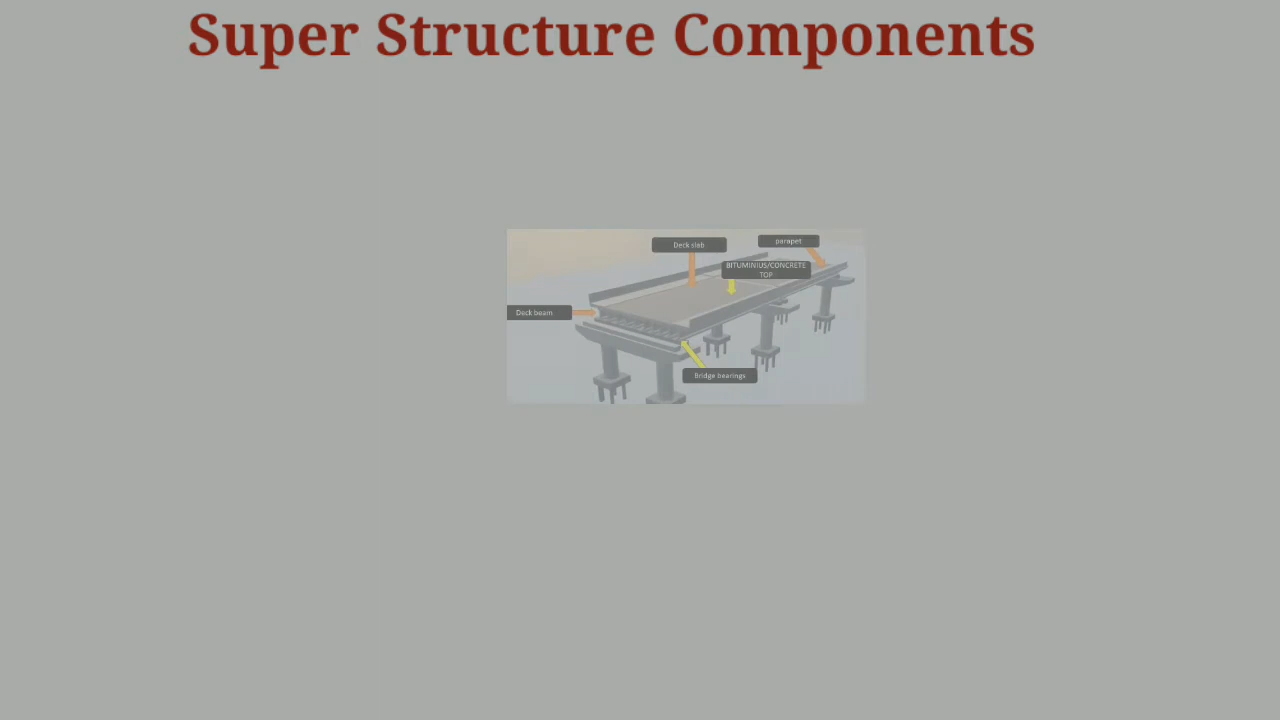 Super Structure Components
Deck slab
parapet
BITUMINIUS/CONCRETE
TOP
Deck beam
Bridge bearings